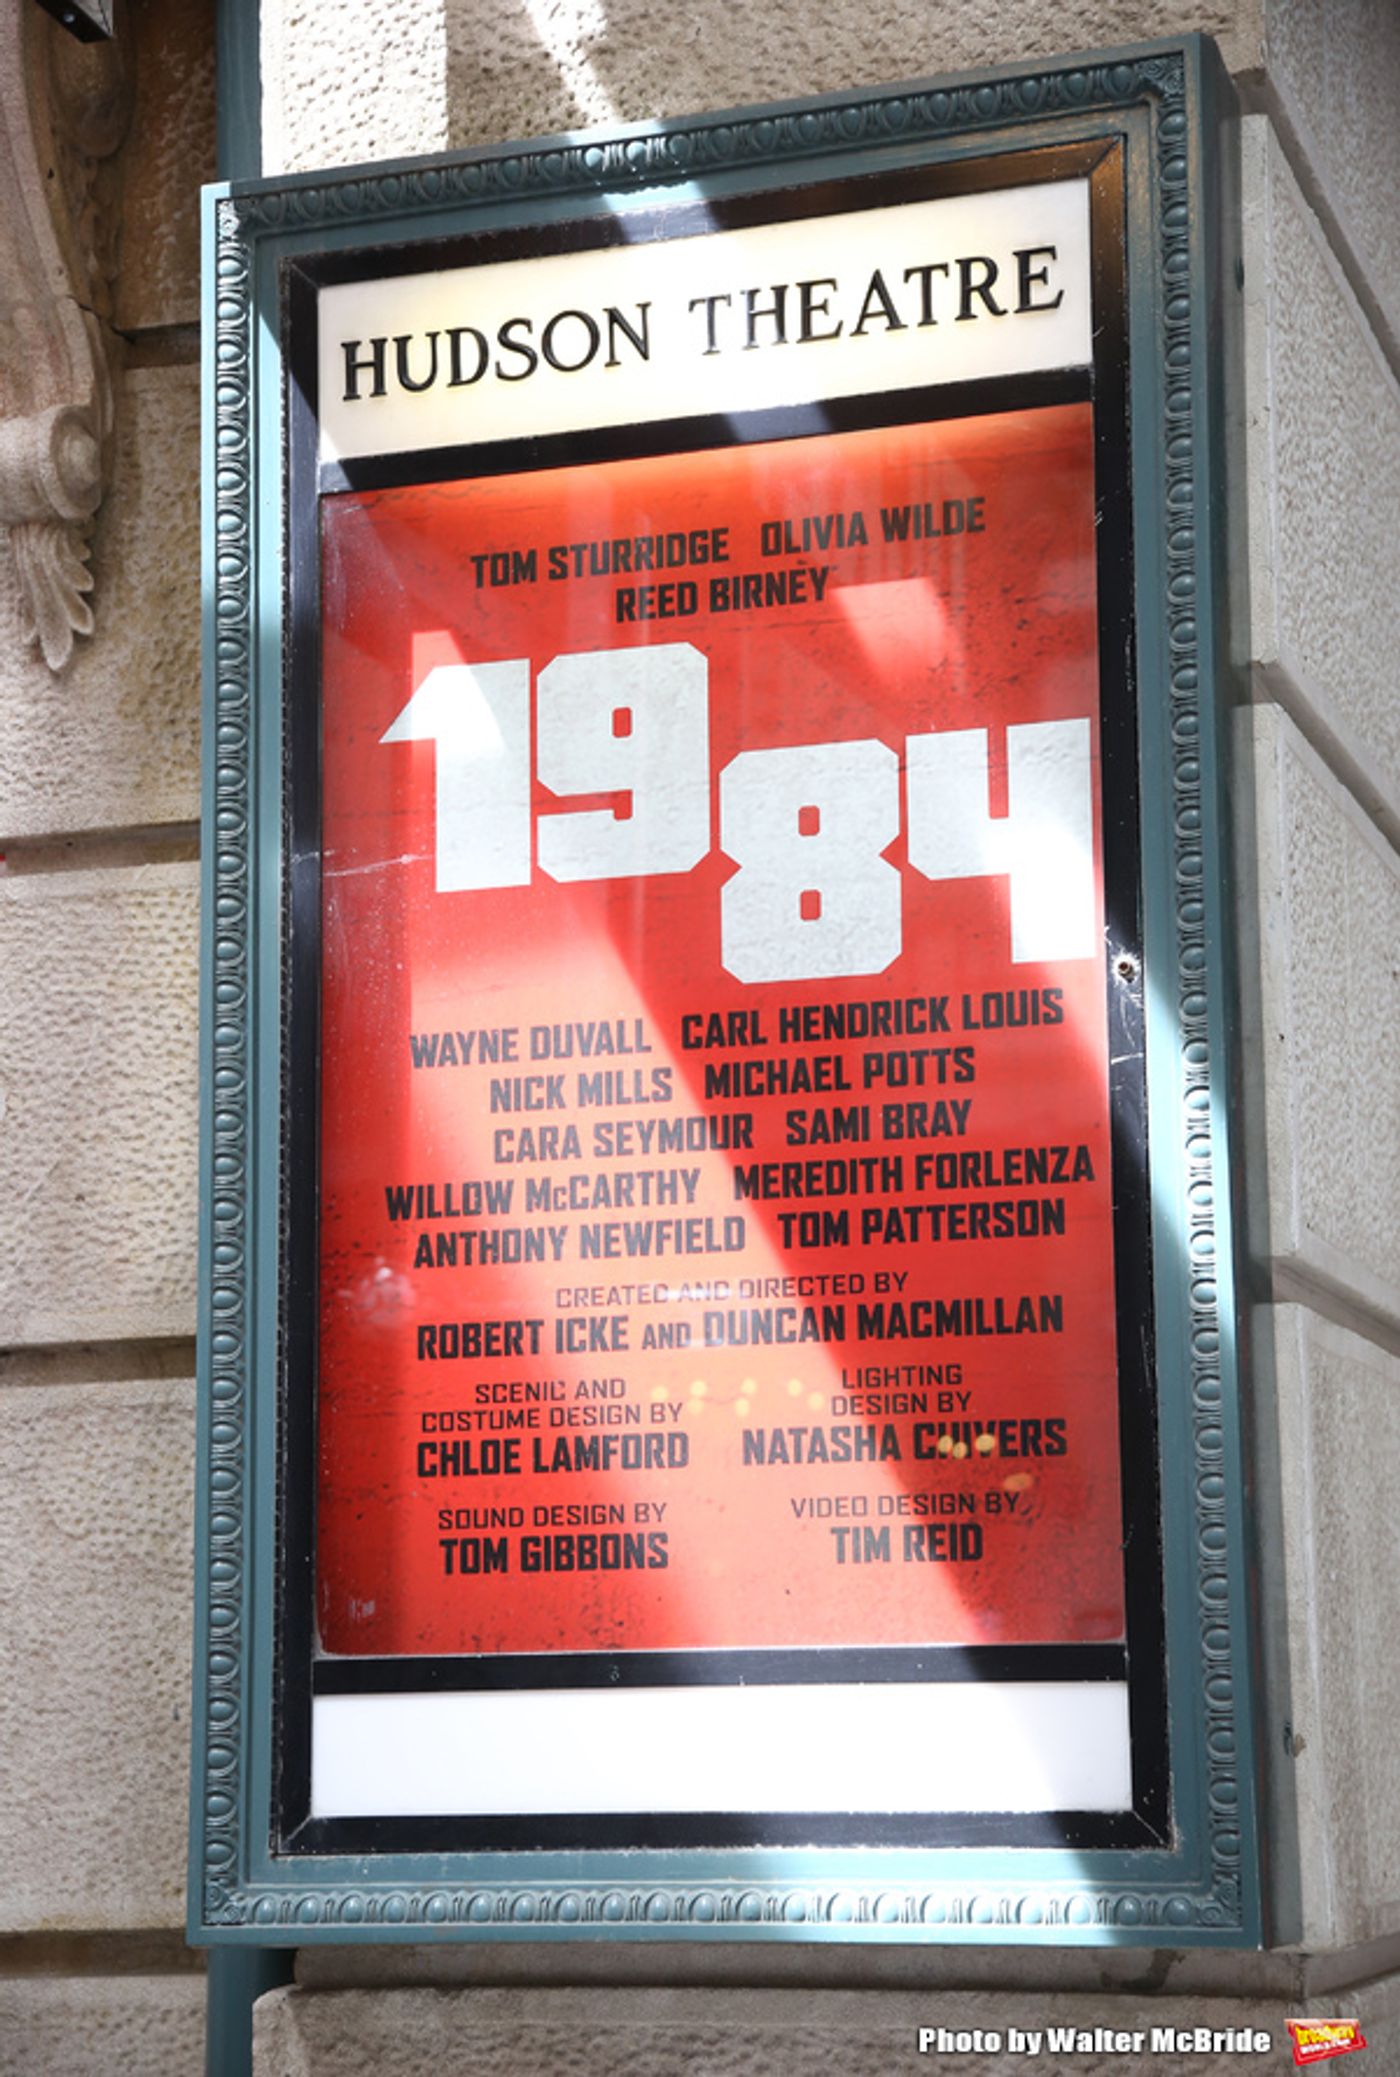 HUDSON THEATRE
TOM STURRIDGE OLIVIA WILDE
REED BIRNEY
1984
WAYNE DUVALL CARL HENDRICK LOUIS
NICK MILLS MICHAEL POTTS
CARA SEYMOUR SAMI BRAY
WILLOW McCARTHY MEREDITH FORLENZA
ANTHONY NEWFIELD TOM PATTERSON
CREATED AND DIRECTED BY
ROBERT ICKE AND DUNCAN MACMILLAN
SCENIC AND
COSTUME DESIGN BY
CHLOE LAMFORD
LIGHTING
DESIGN BY
NATASHA CHIVERS
SOUND DESIGN BY
TOM GIBBONS
VIDEO DESIGN BY
TIM REID
Photo by Walter McBride